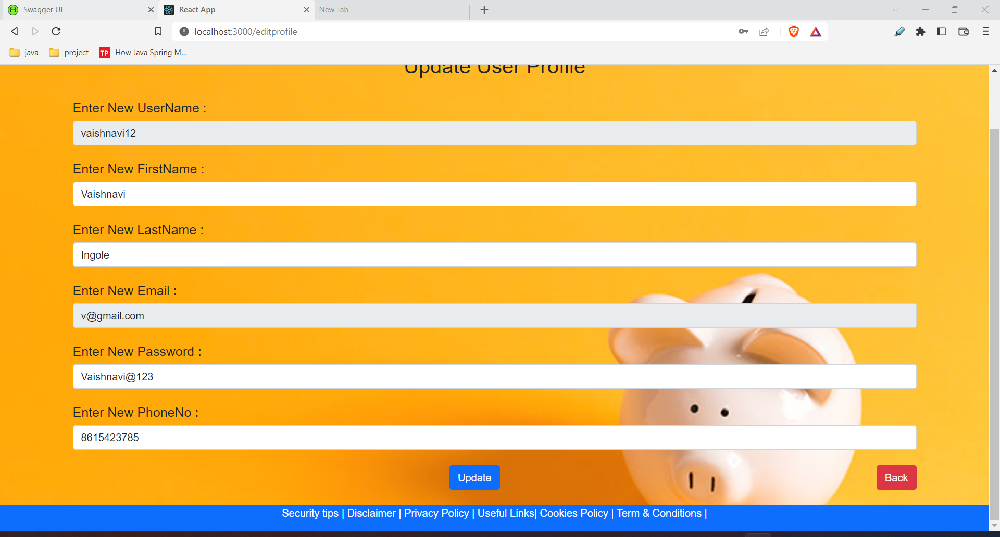 Swagger UI
React App
New Tab
localhost:3000/editprofile
java
project
TP
How Java Spring M...
Update User Profile
Enter New UserName :
vaishnavi12
Enter New FirstName :
Vaishnavi
Enter New LastName :
Ingole
Enter New Email :
v@gmail.com
Enter New Password :
Vaishnavi@123
Enter New PhoneNo :
8615423785
Update
Back
Security tips | Disclaimer | Privacy Policy | Useful Links| Cookies Policy | Term & Conditions |